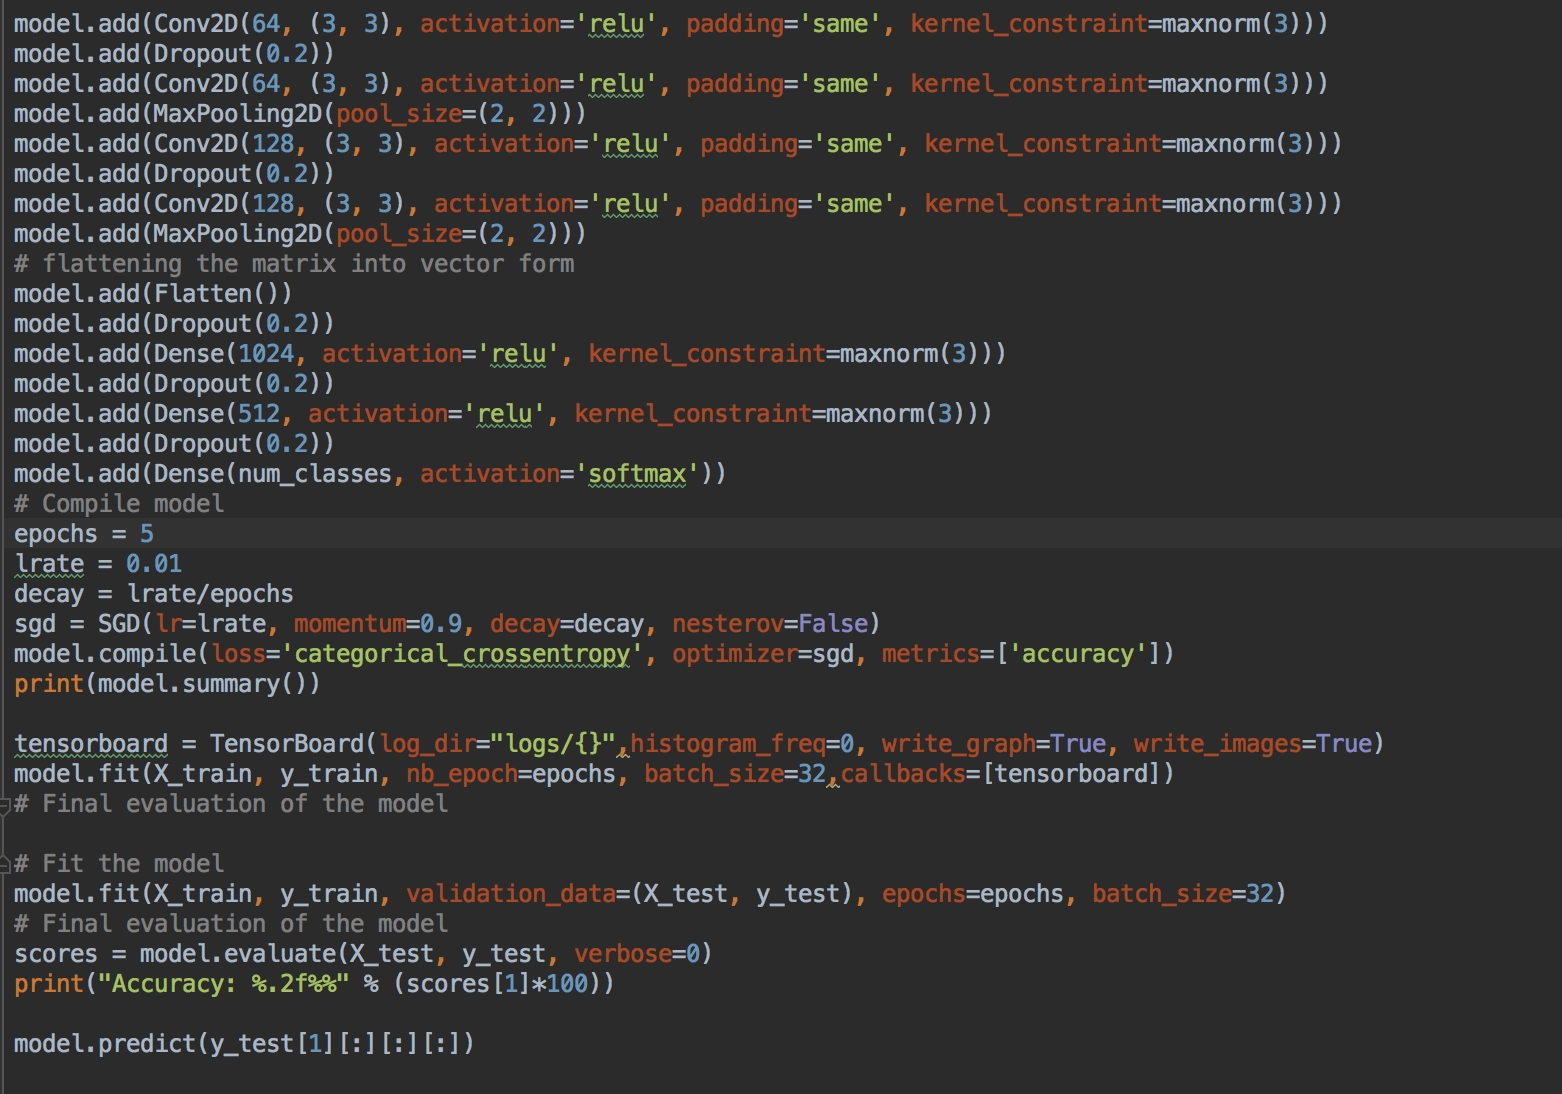 model.add(Conv2D(64, (3, 3), activation='relu', padding='same', kernel_constraint=maxnorm(3)))
model.add(Dropout(0.2))
model.add(Conv2D(64, (3, 3), activation='relu', padding='same', kernel_constraint=maxnorm(3)))
model.add(MaxPooling2D(pool_size=(2, 2)))
model.add(Conv2D(128, (3, 3), activation='relu', padding='same', kernel_constraint=maxnorm(3)))
model.add(Dropout(0.2))
model.add(Conv2D(128, (3, 3), activation='relu', padding='same', kernel_constraint=maxnorm(3)))
model.add(MaxPooling2D(pool_size=(2, 2)))
# flattening the matrix into vector form
model.add(Flatten())
model.add(Dropout(0.2))
model.add(Dense(1024, activation='relu', kernel_constraint=maxnorm(3)))
model.add(Dropout(0.2))
model.add(Dense(512, activation='relu', kernel_constraint=maxnorm(3)))
model.add(Dropout(0.2))
model.add(Dense(num_classes, activation='softmax'))
# Compile model
epochs = 5
lrate = 0.01
decay = lrate/epochs
sgd = SGD(lr=lrate, momentum=0.9, decay=decay, nesterov=False)
model.compile(loss='categorical_crossentropy', optimizer=sgd, metrics=['accuracy'])
print(model.summary())
tensorboard = TensorBoard(log_dir="logs/{}",histogram_freq=0, write_graph=True, write_images=True)
model.fit(X_train, y_train, nb_epoch=epochs, batch_size=32,callbacks=[tensorboard])
# Final evaluation of the model
# Fit the model
model.fit(X_train, y_train, validation_data=(X_test, y_test), epochs=epochs, batch_size=32)
# Final evaluation of the model
scores = model.evaluate(X_test, y_test, verbose=0)
print("Accuracy: %.2f%%" % (scores[1]*100))
model.predict(y_test[1][:][:][:])